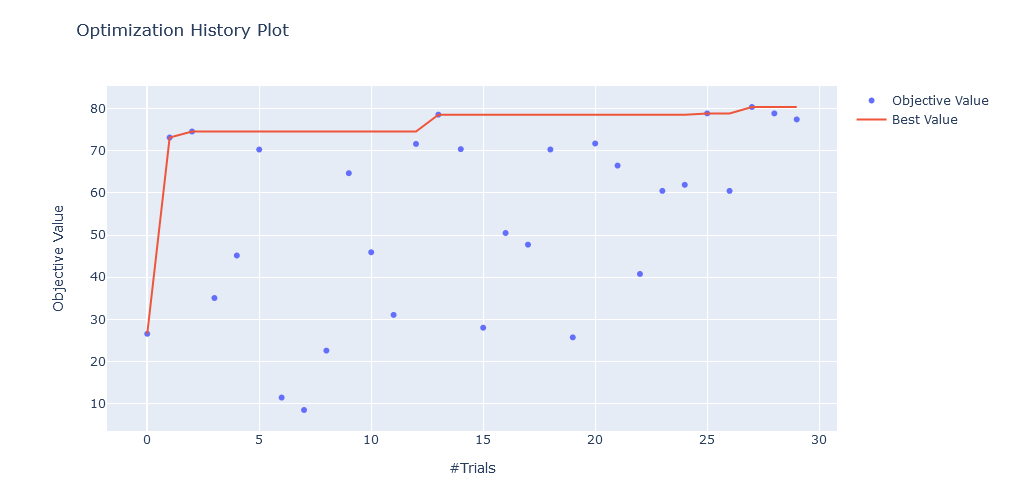 Optimization History Plot
Objective Value
Best Value
80
70
60
50
40
30
20
10
Objective Value
0 5 10 15 20 25 30
#Trials